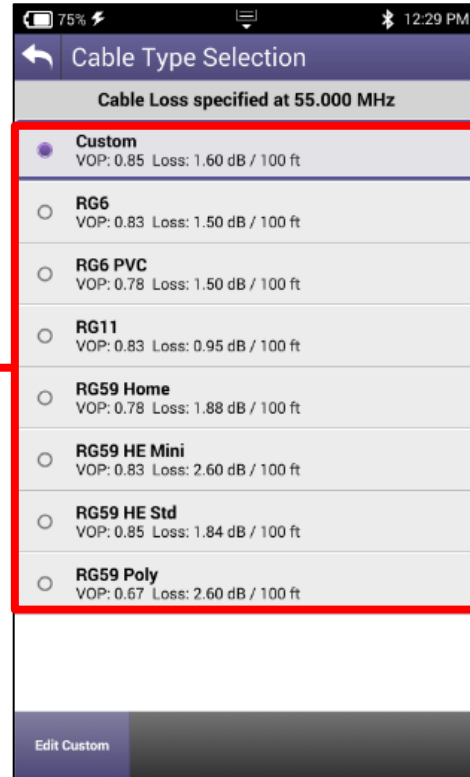 75% 12:29 PM
Cable Type Selection
Cable Loss specified at 55.000 MHz
Custom
VOP: 0.85 Loss: 1.60 dB / 100 ft
RG6
VOP: 0.83 Loss: 1.50 dB / 100 ft
RG6 PVC
VOP: 0.78 Loss: 1.50 dB / 100 ft
RG11
VOP: 0.83 Loss: 0.95 dB / 100 ft
RG59 Home
VOP: 0.78 Loss: 1.88 dB / 100 ft
RG59 HE Mini
VOP: 0.83 Loss: 2.60 dB / 100 ft
RG59 HE Std
VOP: 0.85 Loss: 1.84 dB / 100 ft
RG59 Poly
VOP: 0.67 Loss: 2.60 dB / 100 ft
Edit Custom